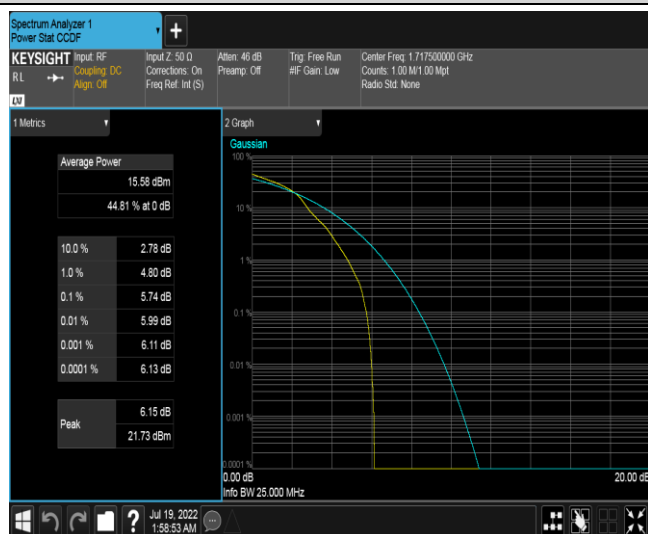 Spectrum Analyzer 1
Power Stat CCDF
+
KEYSIGHT
RL
LXI
Input: RF
Coupling: DC
Align: Off
Input Z: 50 Ω
Corrections: On
Freq Ref: Int (S)
Atten: 46 dB
Preamp: Off
Trig: Free Run
#IF Gain: Low
Center Freq: 1.717500000 GHz
Counts: 1.00 M/1.00 Mpt
Radio Std: None
1 Metrics
Average Power
15.58 dBm
44.81 % at 0 dB
10.0 % 2.78 dB
1.0 % 4.80 dB
0.1 % 5.74 dB
0.01 % 5.99 dB
0.001 % 6.11 dB
0.0001 % 6.13 dB
Peak
6.15 dB
21.73 dBm
2 Graph
Gaussian
100 %
10 %
1 %
0.1 %
0.01 %
0.001 %
0.0001 %
0.00 dB
20.00 dB
Info BW 25.000 MHz
?
Jul 19, 2022
1:58:53 AM